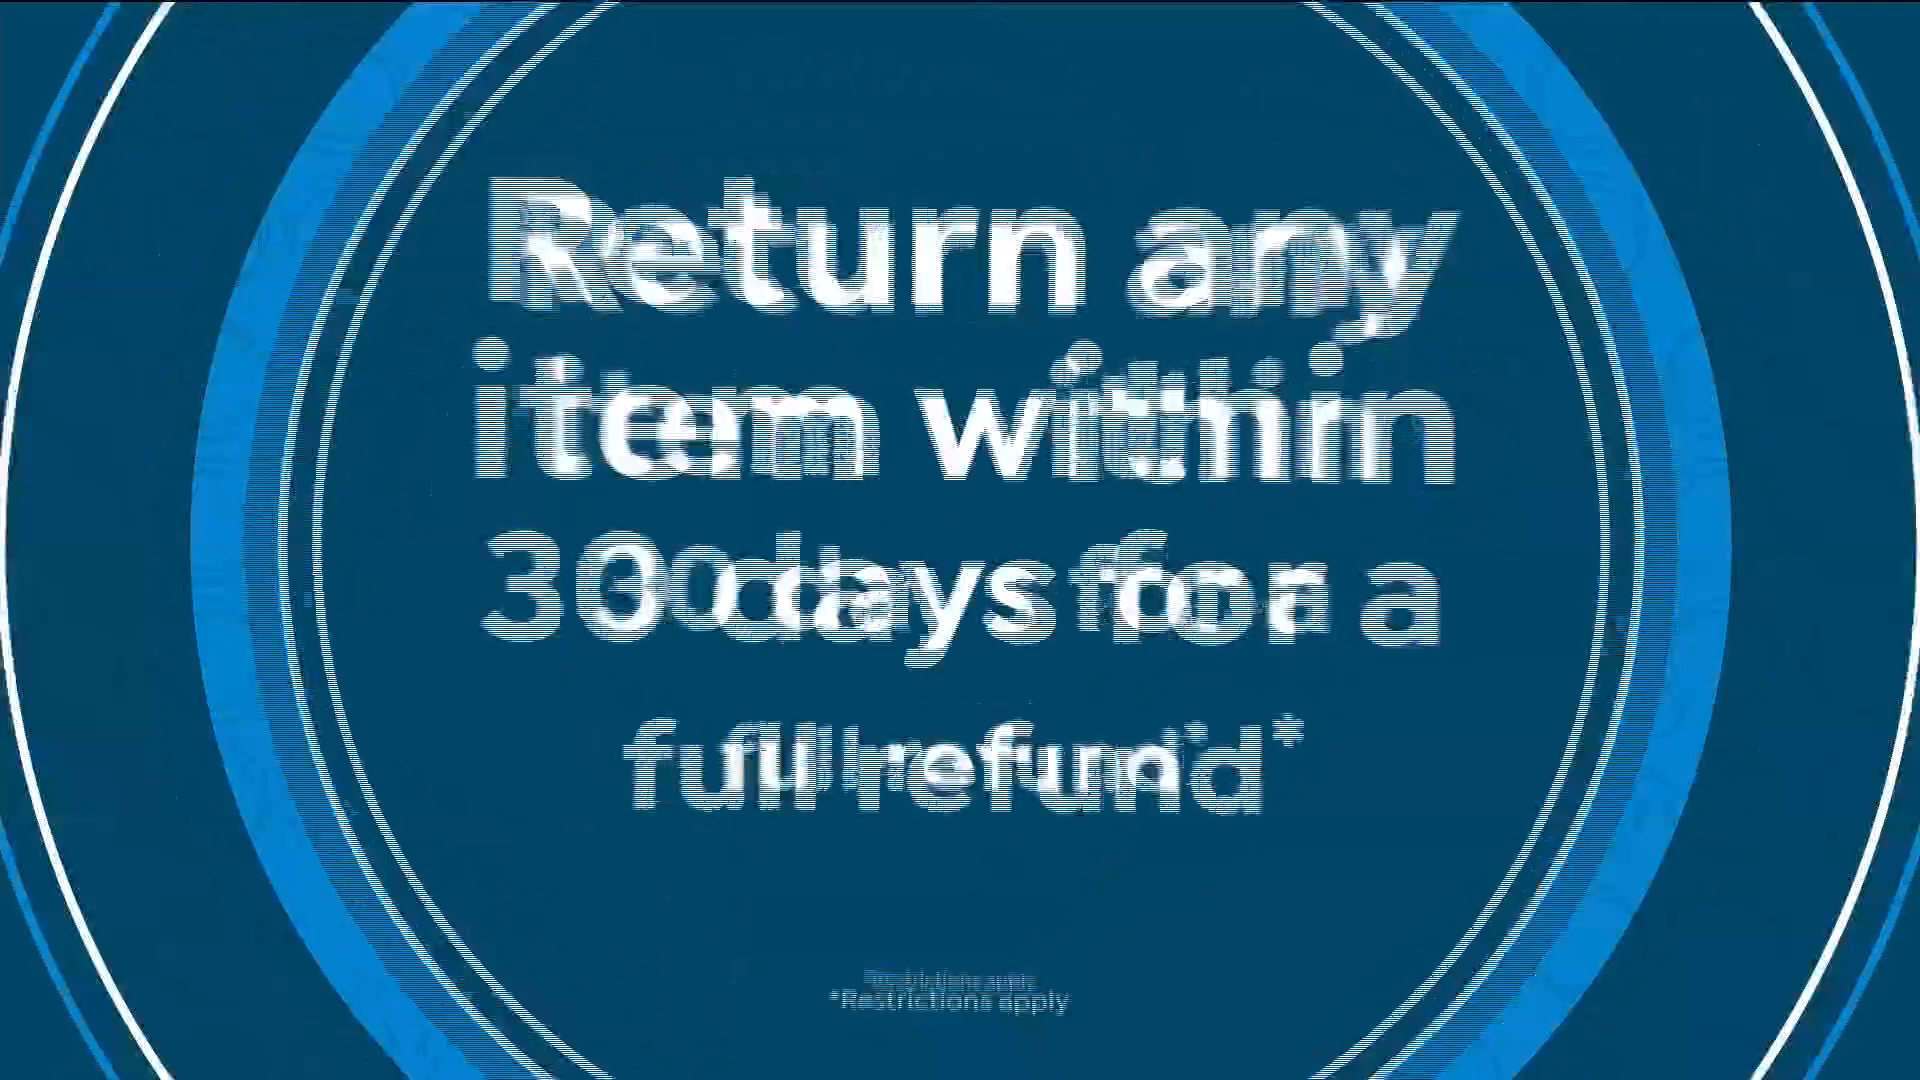 Return any
item within
30 days for a
full refund*
*Restrictions apply